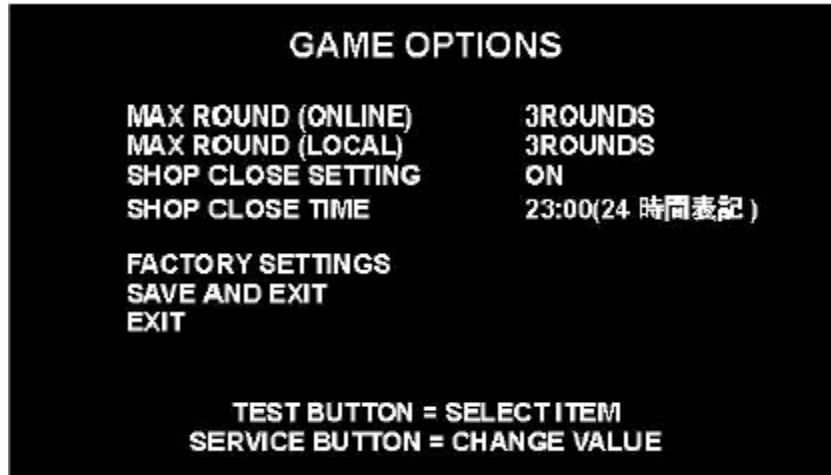 GAME OPTIONS
MAX ROUND (ONLINE) 3ROUNDS
MAX ROUND (LOCAL) 3ROUNDS
SHOP CLOSE SETTING ON
SHOP CLOSE TIME 23:00(24 時間表記 )
FACTORY SETTINGS
SAVE AND EXIT
EXIT
TEST BUTTON = SELECT ITEM
SERVICE BUTTON = CHANGE VALUE